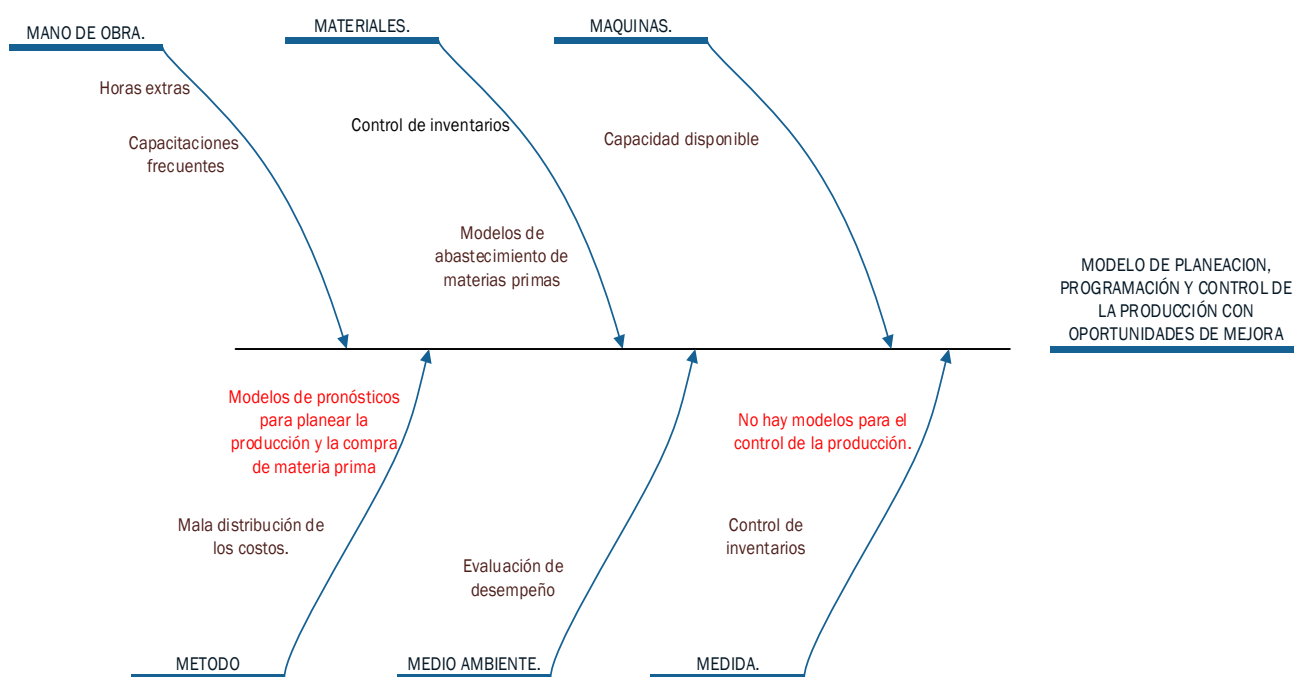 MANO DE OBRA.
MATERIALES.
MAQUINAS.
Horas extras
Capacitaciones
frecuentes
Control de inventarios
Modelos de
abastecimiento de
materias primas
Capacidad disponible
MODELO DE PLANEACION,
PROGRAMACIÓN Y CONTROL DE
LA PRODUCCIÓN CON
OPORTUNIDADES DE MEJORA
Modelos de pronósticos
para planear la
producción y la compra
de materia prima
Mala distribución de
los costos.
Evaluación de
desempeño
No hay modelos para el
control de la producción.
Control de
inventarios
METODO
MEDIO AMBIENTE.
MEDIDA.